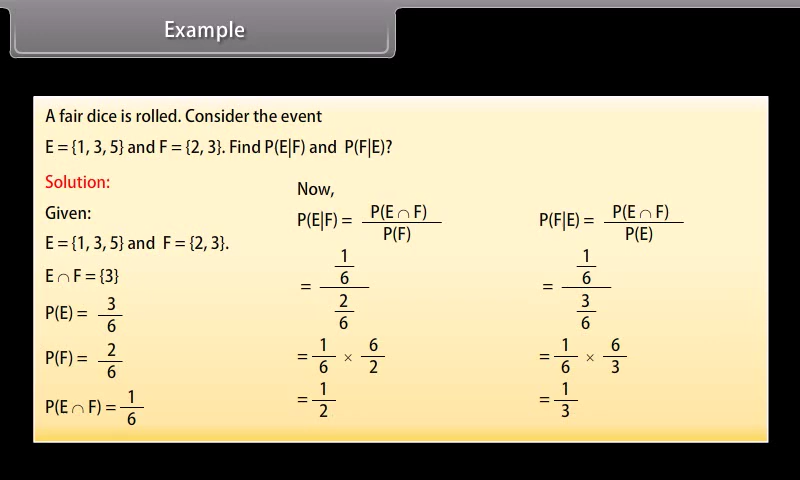 Example
A fair dice is rolled. Consider the event
E = {1, 3, 5} and F = {2, 3}. Find P(E|F) and P(F|E)?
Solution:
Given:
E = {1, 3, 5} and F = {2, 3}.
E ∩ F = {3}
P(E) = 3/6
P(F) = 2/6
P(E ∩ F) = 1/6
Now,
P(E|F) = P(E ∩ F)/P(F)
= (1/6)/(2/6)
= 1/6 × 6/2
= 1/2
P(F|E) = P(E ∩ F)/P(E)
= (1/6)/(3/6)
= 1/6 × 6/3
= 1/3